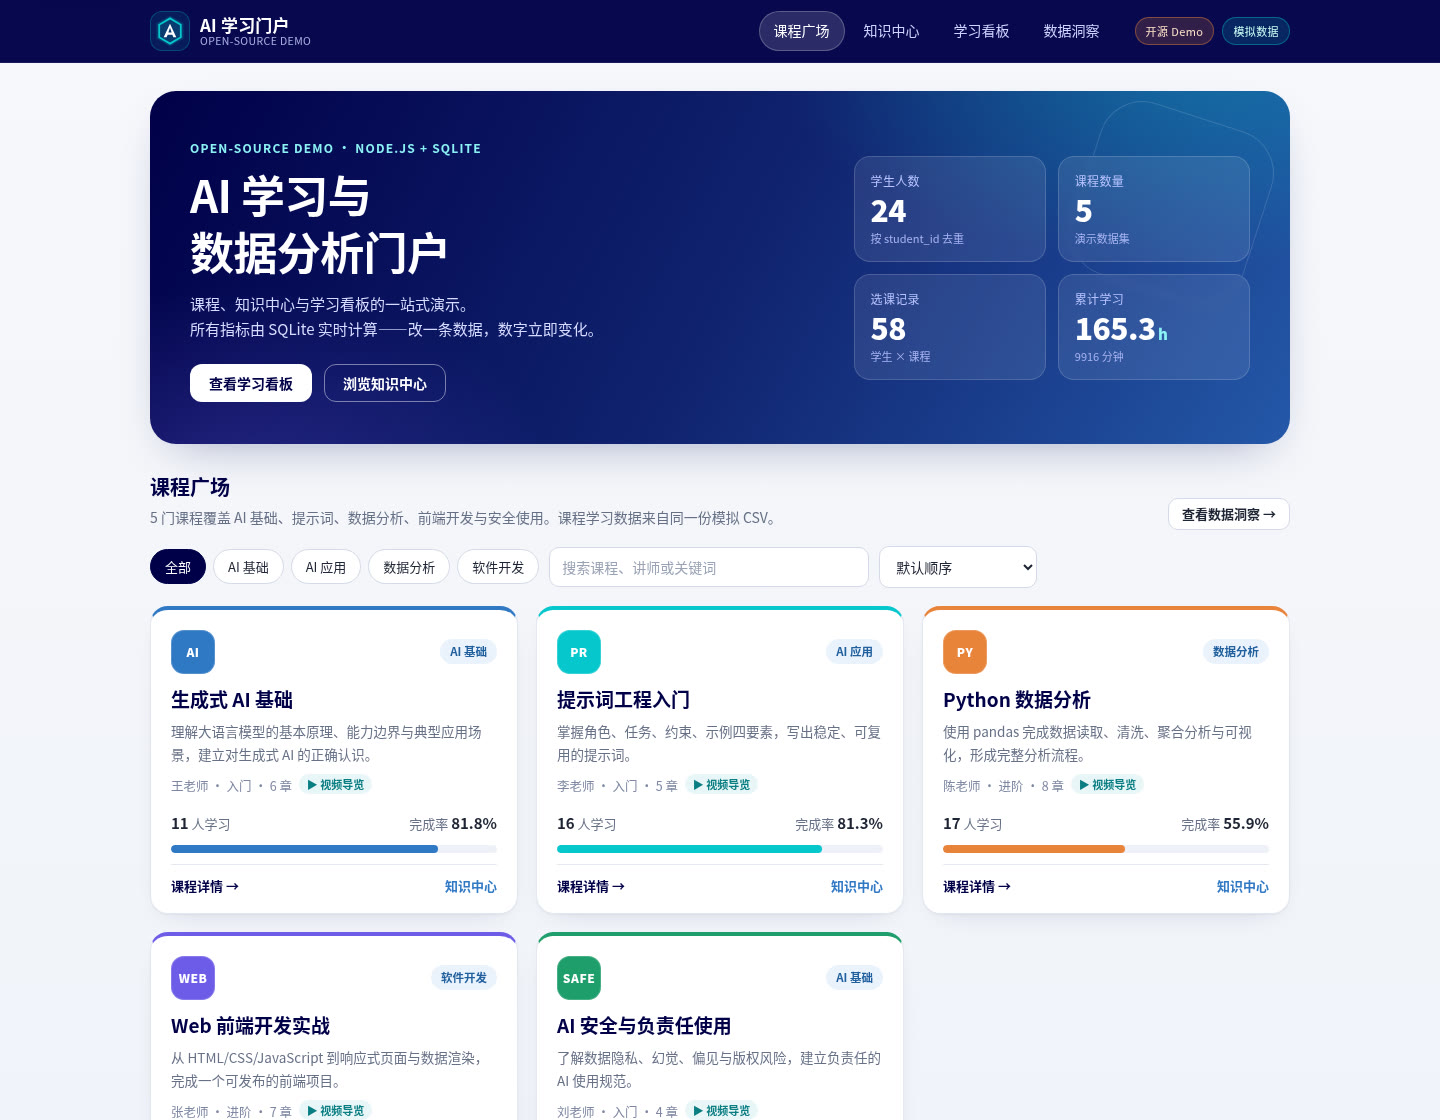 AI 学习门户
OPEN-SOURCE DEMO
课程广场
知识中心
学习看板
数据洞察
开源 Demo
模拟数据
OPEN-SOURCE DEMO · NODE.JS + SQLITE
AI 学习与
数据分析门户
课程、知识中心与学习看板的一站式演示。
所有指标由 SQLite 实时计算——改一条数据，数字立即变化。
查看学习看板
浏览知识中心
学生人数
24
按 student_id 去重
课程数量
5
演示数据集
选课记录
58
学生 × 课程
累计学习
165.3h
9916 分钟
课程广场
5 门课程覆盖 AI 基础、提示词、数据分析、前端开发与安全使用。课程学习数据来自同一份模拟 CSV。
查看数据洞察 →
全部
AI 基础
AI 应用
数据分析
软件开发
搜索课程、讲师或关键词
默认顺序
AI
AI 基础
生成式 AI 基础
理解大语言模型的基本原理、能力边界与典型应用场
景，建立对生成式 AI 的正确认识。
王老师 · 入门 · 6 章 ▶ 视频导览
11 人学习
完成率 81.8%
课程详情 →
知识中心
PR
AI 应用
提示词工程入门
掌握角色、任务、约束、示例四要素，写出稳定、可复
用的提示词。
李老师 · 入门 · 5 章 ▶ 视频导览
16 人学习
完成率 81.3%
课程详情 →
知识中心
PY
数据分析
Python 数据分析
使用 pandas 完成数据读取、清洗、聚合分析与可视
化，形成完整分析流程。
陈老师 · 进阶 · 8 章 ▶ 视频导览
17 人学习
完成率 55.9%
课程详情 →
知识中心
WEB
软件开发
Web 前端开发实战
从 HTML/CSS/JavaScript 到响应式页面与数据渲染，
完成一个可发布的前端项目。
张老师 · 进阶 · 7 章 ▶ 视频导览
SAFE
AI 基础
AI 安全与负责任使用
了解数据隐私、幻觉、偏见与版权风险，建立负责任的
AI 使用规范。
刘老师 · 入门 · 4 章 ▶ 视频导览